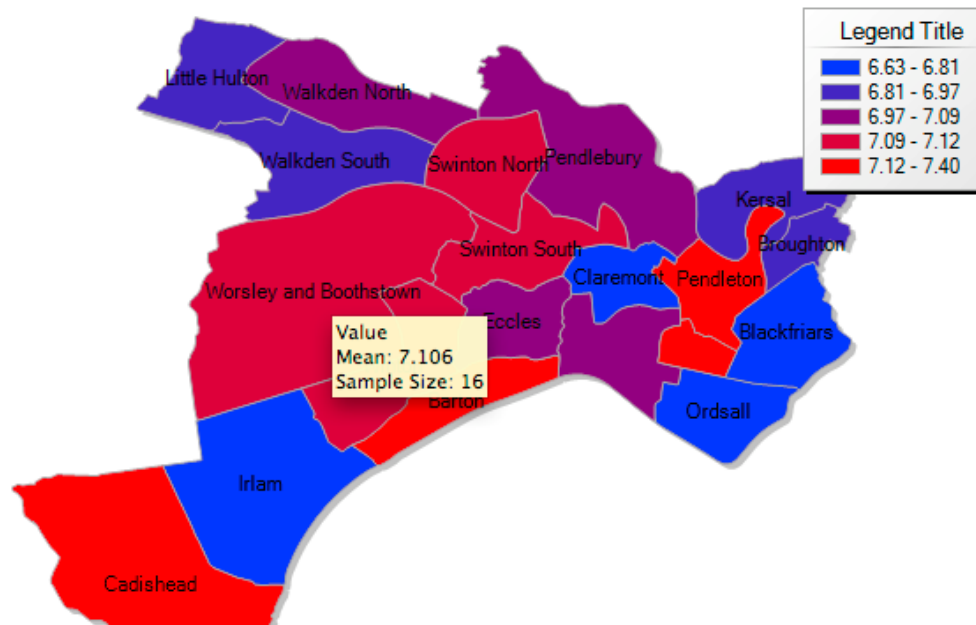 Legend Title
6.63 - 6.81
6.81 - 6.97
6.97 - 7.09
7.09 - 7.12
7.12 - 7.40
Little Hulton
Walkden North
Walkden South
Swinton North
Pendlebury
Kersal
Broughton
Swinton South
Claremont
Pendleton
Worsley and Boothstown
Eccles
Blackfriars
Value
Mean: 7.106
Sample Size: 16
Barton
Ordsall
Irlam
Cadishead